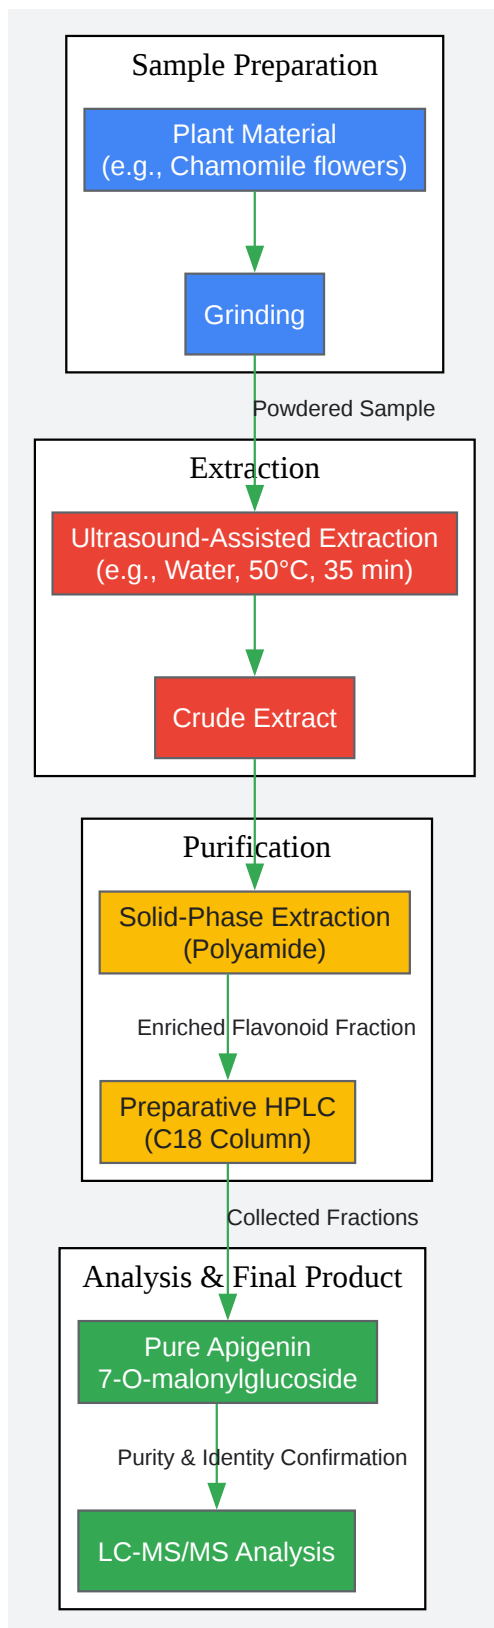 Sample Preparation
Plant Material
(e.g., Chamomile flowers)
Grinding
Powdered Sample
Extraction
Ultrasound-Assisted Extraction
(e.g., Water, 50°C, 35 min)
Crude Extract
Purification
Solid-Phase Extraction
(Polyamide)
Enriched Flavonoid Fraction
Preparative HPLC
(C18 Column)
Collected Fractions
Analysis & Final Product
Pure Apigenin
7-O-malonylglucoside
Purity & Identity Confirmation
LC-MS/MS Analysis